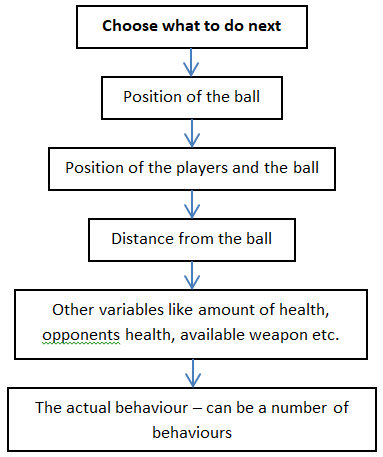 Choose what to do next
Position of the ball
Position of the players and the ball
Distance from the ball
Other variables like amount of health,
opponents health, available weapon etc.
The actual behaviour – can be a number of
behaviours